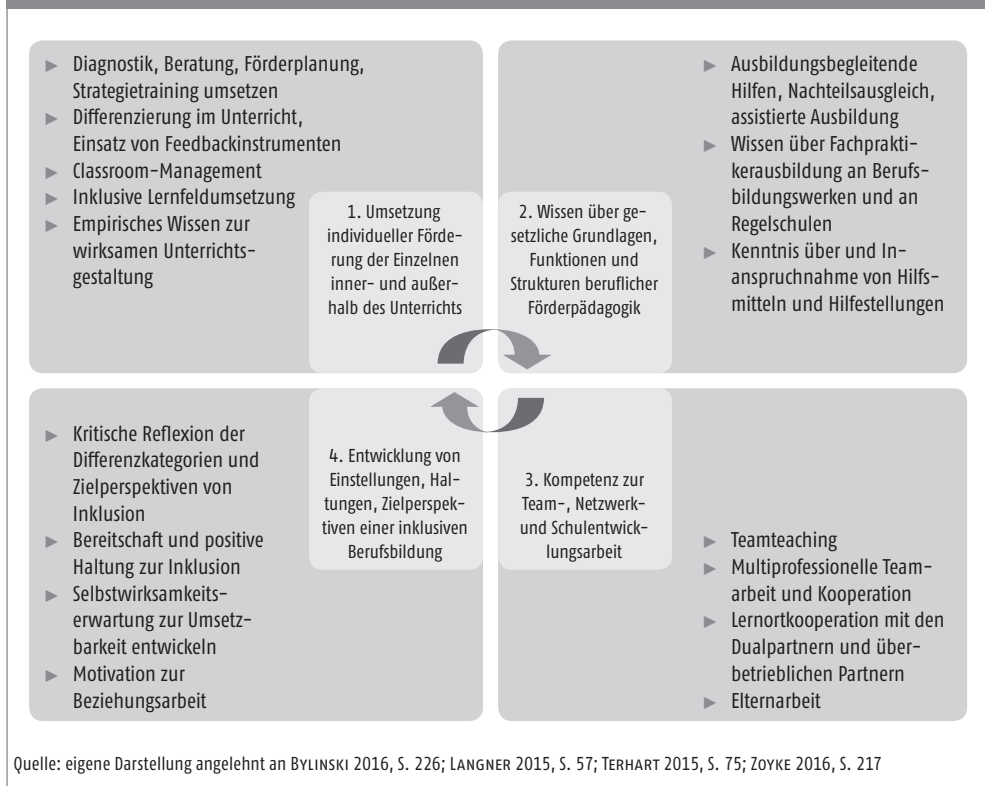 ▶ Diagnostik, Beratung, Förderplanung,
Strategietraining umsetzen
▶ Differenzierung im Unterricht,
Einsatz von Feedbackinstrumenten
▶ Classroom-Management
▶ Inklusive Lernfeldumsetzung
▶ Empirisches Wissen zur
wirksamen Unterrichts-
gestaltung
1. Umsetzung
individueller Förde-
rung der Einzelnen
inner- und außer-
halb des Unterrichts
2. Wissen über ge-
setzliche Grundlagen,
Funktionen und
Strukturen beruflicher
Förderpädagogik
▶ Ausbildungsbegleitende
Hilfen, Nachteilsausgleich,
assistierte Ausbildung
▶ Wissen über Fachprakti-
kerausbildung an Berufs-
bildungswerken und an
Regelschulen
▶ Kenntnis über und In-
anspruchnahme von Hilfs-
mitteln und Hilfestellungen
▶ Kritische Reflexion der
Differenzkategorien und
Zielperspektiven von
Inklusion
▶ Bereitschaft und positive
Haltung zur Inklusion
▶ Selbstwirksamkeits-
erwartung zur Umsetz-
barkeit entwickeln
▶ Motivation zur
Beziehungsarbeit
4. Entwicklung von
Einstellungen, Hal-
tungen, Zielperspek-
tiven einer inklusiven
Berufsbildung
3. Kompetenz zur
Team-, Netzwerk-
und Schulentwick-
lungsarbeit
▶ Teamteaching
▶ Multiprofessionelle Team-
arbeit und Kooperation
▶ Lernortkooperation mit den
Dualpartnern und über-
betrieblichen Partnern
▶ Elternarbeit
Quelle: eigene Darstellung angelehnt an BYLINSKI 2016, S. 226; LANGNER 2015, S. 57; TERHART 2015, S. 75; ZOYKE 2016, S. 217